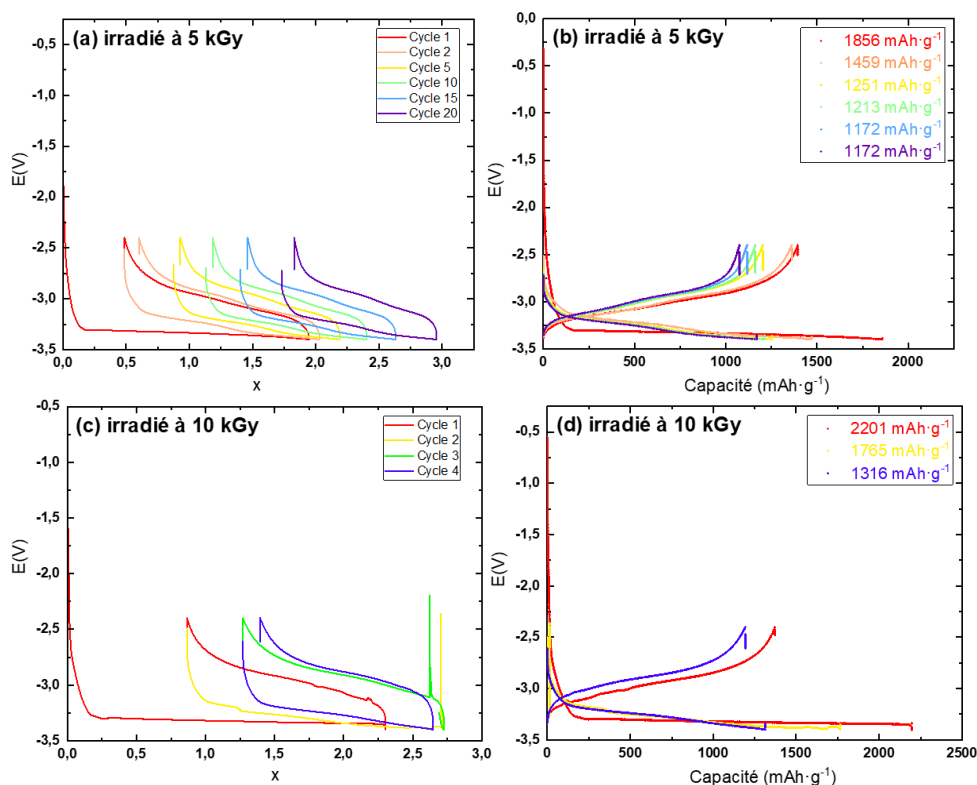 (a) irradié à 5 kGy
Cycle 1
Cycle 2
Cycle 5
Cycle 10
Cycle 15
Cycle 20
E(V)
-0,5
-1,0
-1,5
-2,0
-2,5
-3,0
-3,5
0,0 0,5 1,0 1,5 2,0 2,5 3,0
x
(b) irradié à 5 kGy
1856 mAh·g⁻¹
1459 mAh·g⁻¹
1251 mAh·g⁻¹
1213 mAh·g⁻¹
1172 mAh·g⁻¹
1172 mAh·g⁻¹
E(V)
0,0
-0,5
-1,0
-1,5
-2,0
-2,5
-3,0
-3,5
0 500 1000 1500 2000
Capacité (mAh·g⁻¹)
(c) irradié à 10 kGy
Cycle 1
Cycle 2
Cycle 3
Cycle 4
E(V)
-0,5
-1,0
-1,5
-2,0
-2,5
-3,0
-3,5
0,0 0,5 1,0 1,5 2,0 2,5 3,0
x
(d) irradié à 10 kGy
2201 mAh·g⁻¹
1765 mAh·g⁻¹
1316 mAh·g⁻¹
E(V)
-0,5
-1,0
-1,5
-2,0
-2,5
-3,0
-3,5
0 500 1000 1500 2000 2500
Capacité (mAh·g⁻¹)